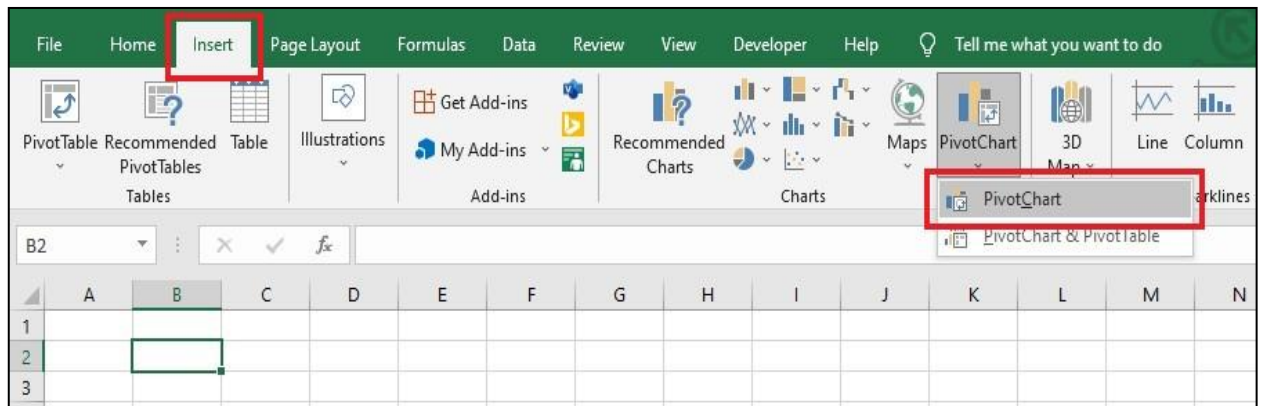 File Home Insert Page Layout Formulas Data Review View Developer Help Tell me what you want to do
PivotTable Recommended PivotTables Table Illustrations Get Add-ins My Add-ins Recommended Charts Maps PivotChart 3D Map Line Column
Tables Add-ins Charts
PivotChart
PivotChart & PivotTable
B2 fx
A B C D E F G H I J K L M N
1
2
3